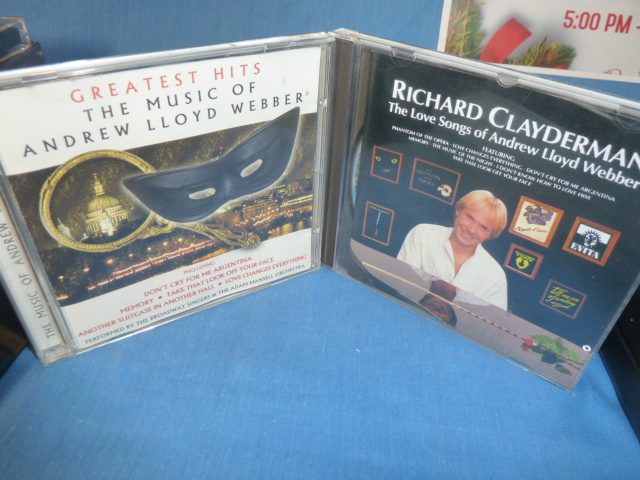 GREATEST HITS
THE MUSIC OF
ANDREW LLOYD WEBBER®
INCLUDING
DON'T CRY FOR ME ARGENTINA
MEMORY • TAKE THAT LOOK OFF YOUR FACE
ANOTHER SUITCASE IN ANOTHER HALL • LOVE CHANGES EVERYTHING
PERFORMED BY THE BROADWAY SINGERS & THE ADAM MANSELL ORCHESTRA
THE MUSIC OF ANDREW
RICHARD CLAYDERMAN
The Love Songs of Andrew Lloyd Webber
FEATURING
PHANTOM OF THE OPERA · LOVE CHANGES EVERYTHING · DON'T CRY FOR ME ARGENTINA
MEMORY · THE MUSIC OF THE NIGHT · I DON'T KNOW HOW TO LOVE HIM
TAKE THAT LOOK OFF YOUR FACE
EVITA
5:00 PM -